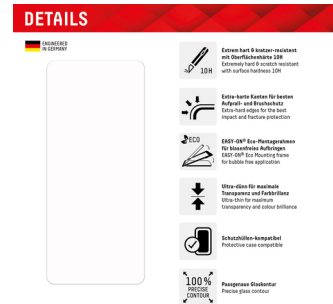 DETAILS
ENGINEERED
IN GERMANY
10H
Extrem hart & kratzer-resistent
mit Oberflächenhärte 10H
Extremely hard & scratch resistant
with surface hardness 10H
Extra-harte Kanten für besten
Aufprall- und Bruchschutz
Extra-hard edges for the best
impact and fracture protection
ECO
EASY-ON® Eco-Montagerahmen
für blasenfreies Aufbringen
EASY-ON® Eco Mounting frame
for bubble free application
Ultra-dünn für maximale
Transparenz und Farbbrillanz
Ultra-thin for maximum
transparency and colour brilliance
Schutzhüllen-kompatibel
Protective case compatible
100%
PRECISE
CONTOUR
Passgenaue Glaskontur
Precise glass contour